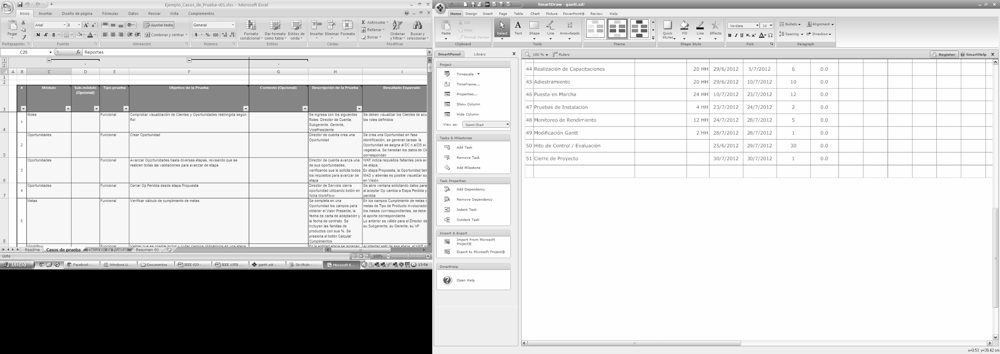 Ejemplo_Casos_de_Prueba-v01.xlsx - Microsoft Excel
Inicio Insertar Diseño de página Fórmulas Datos Revisar Vista Complementos
Pegar
Portapapeles
Arial 8
N K S
Fuente
Ajustar texto
Combinar y centrar
Alineación
General
$ % 000
Número
Formato condicional
Dar formato como tabla
Estilos de celda
Estilos
Insertar Eliminar Formato
Celdas
Autosuma
Rellenar
Borrar
Ordenar y filtrar
Buscar y seleccionar
Modificar
C26 fx Reportes
1
2
A B C D E F G H I
1
2
3
# Módulo Sub-módulo (Opcional) Tipo prueba Objetivo de la Prueba Contexto (Opcional) Descripción de la Prueba Resultado Esperado
4
1 Roles Funcional
Comprobar visualización de Clientes y Oportunidades restringida según
Rol
Se ingresa con los siguientes
Roles: Director de Cuenta,
Subgerente, Gerente,
VicePresidente
Se deben visualizar los Clientes de acu
los roles definidos
5
2 Oportunidades Funcional Crear Oportunidad
Director de cuenta crea una
Oportunidad
Se crea una Oportunidad en fase
identificación, se generan tareas la
Oportunidad se asigna al DC o al DS si
vegetativa. Se heredan los datos de Cli
correspondan
6
3 Oportunidades Funcional
Avanzar Oportunidades hasta diversas etapas, revisando que se
realicen todas las validaciones para avanzar de etapa
Director de cuenta avanza una
de sus oportunidades,
verificando que le solicite todos
los requisitos para avanzar de
etapa
WKF indica requisitos faltantes para av
de etapa.
En etapa Propuesta, la Oportunidad tien
MAD y además es posible visualizar su
en Visión
7
4 Oportunidades Funcional Cerrar Op Perdida desde etapa Propuesta
Director de Servicio cierra
oportunidad utilizando botón en
ficha WorkFlow
Se abre ventana soliictando datos para
al aceptar Op cambia a Etapa Perdida y
perdida
8
5 Metas Funcional Verificar cálculo de cumplimiento de metas
Se completa en una
Oportunidad los campos para
obtener el Valor Presente, la
fecha de carta de aceptación y
la fecha de contrato. Se
incluyen las familias de
productos con sus %. Se
presiona el botón Calcular
Cumplimientos
En los campos Cumplimiento de metas
metas de Tipo de Producto involucrado
los meses corrrespondientes, se debe
el aporte correspondiente.
Lo anterior es válido para el Director de
su Subgerente, su Gerente, su VP
Workflow Funcional Validar que es posible incluir y quitar campos obligatorios en una etapa En la entidad etapa se agregan Al intentar salir de esa etapa, el WKF
Readme Casos de prueba Ejecución de Pruebas Resumen 01
Listo 100%
Inicio Facebook -... Windows Li... Documentos IEEE 829 - ... IEEE 1058 ... gantt.sdr -... Sin título - ... Microsoft E... 13:54
SmartDraw - gantt.sdr
Home Design Insert Page Table Chart Picture PowerPoint® Review Help
Paste
Cut
Copy
Format Painter
Clipboard
Select Text Shape Line Arrowheads
Tools
Theme
Quick Styles Fill Line Effects
Shape Style
Verdana 10
B I U
Font
Bullets Alignment
Spacing Direction
Paragraph
SmartPanel Library
Project
Timescale
TimeFrame...
Properties...
Show Column
Hide Column
View as: Gantt Chart
Tasks & Milestones
Add Task
Remove Task
Add Milestone
Task Properties
Add Dependency
Remove Dependency
Indent Task
Outdent Task
Import & Export
Import From Microsoft
Project®
Export to Microsoft Project®
SmartHelp
Open Help
100 % Rulers Register SmartHelp
44 Realización de Capacitaciones 20 HH 29/6/2012 5/7/2012 6 0.0
45 Adiestramiento 20 HH 29/6/2012 10/7/2012 10 0.0
46 Puesta en Marcha 24 HH 10/7/2012 23/7/2012 12 0.0
47 Pruebas de Instalación 4 HH 23/7/2012 24/7/2012 2 0.0
48 Monitoreo de Rendimiento 12 HH 24/7/2012 28/7/2012 5 0.0
49 Modificación Gantt 2 HH 28/7/2012 28/7/2012 1 0.0
50 Hito de Control / Evaluación 25/6/2012 29/7/2012 30 0.0
51 Cierre de Proyecto 30/7/2012 30/7/2012 1 0.0
x=0.53 y=39.42 cm